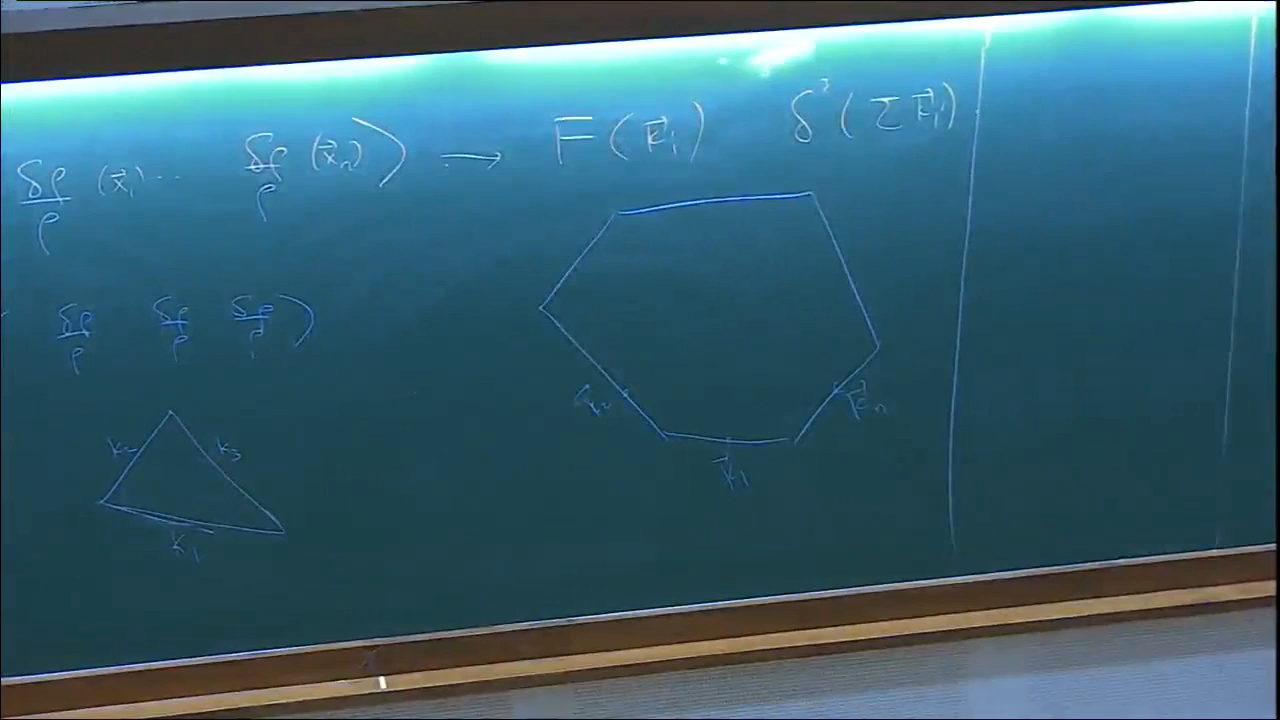 δρ/ρ (x⃗₁) ... δρ/ρ (x⃗ₙ) ⟩ → F(k⃗ᵢ) δ³(Σk⃗ᵢ)
δρ/ρ δρ/ρ δρ/ρ ⟩
k⃗ₙ
k₂ k₃
k⃗₁
k₁